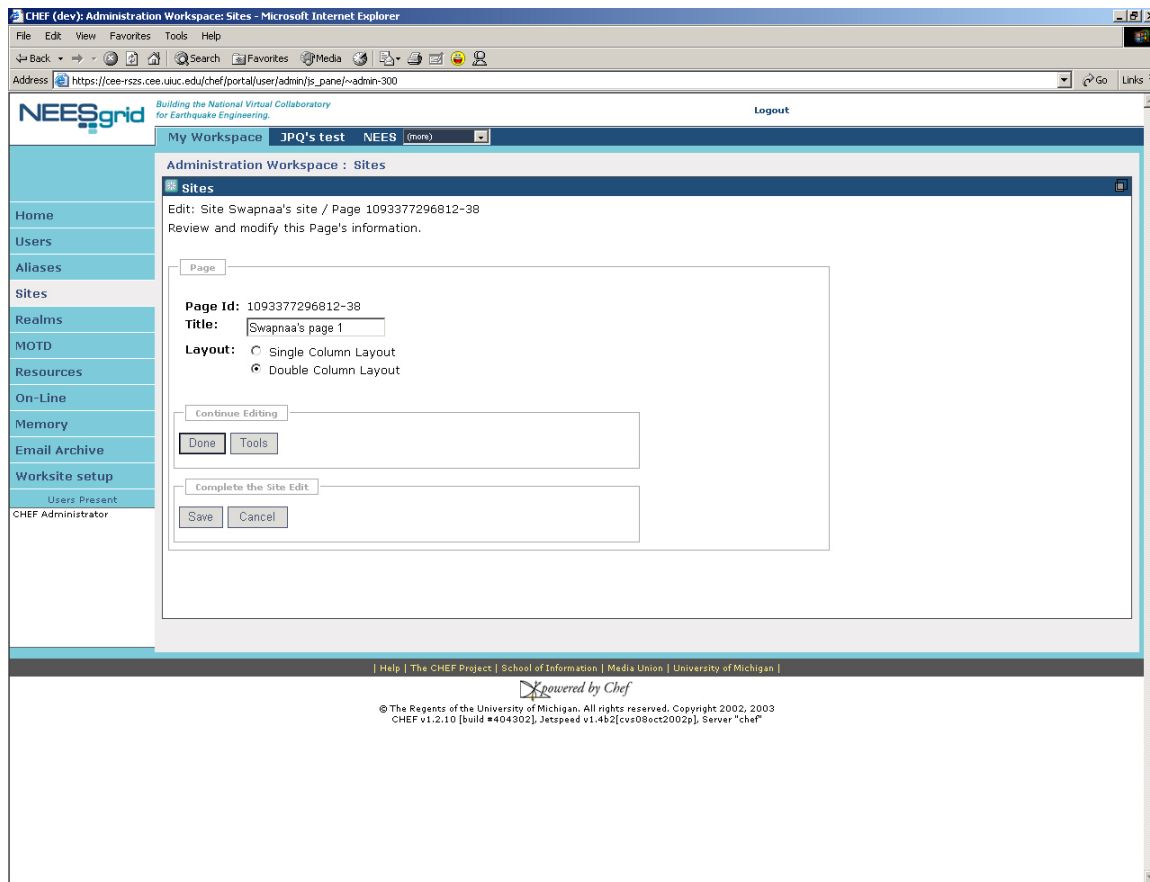 CHEF (dev): Administration Workspace: Sites - Microsoft Internet Explorer
File Edit View Favorites Tools Help
Back Search Favorites Media
Address https://cee-rszs.cee.uiuc.edu/chef/portal/user/admin/js_pane/~admin-300 Go Links
NEESgrid
Building the National Virtual Collaboratory
for Earthquake Engineering.
Logout
My Workspace JPQ's test NEES (more)
Administration Workspace : Sites
Sites
Home
Users
Aliases
Sites
Realms
MOTD
Resources
On-Line
Memory
Email Archive
Worksite setup
Users Present
CHEF Administrator
Edit: Site Swapnaa's site / Page 1093377296812-38
Review and modify this Page's information.
Page
Page Id: 1093377296812-38
Title: Swapnaa's page 1
Layout: Single Column Layout
Double Column Layout
Continue Editing
Done Tools
Complete the Site Edit
Save Cancel
| Help | The CHEF Project | School of Information | Media Union | University of Michigan |
powered by Chef
© The Regents of the University of Michigan. All rights reserved. Copyright 2002, 2003
CHEF v1.2.10 [build #404302], Jetspeed v1.4b2[cvs08oct2002p], Server "chef"